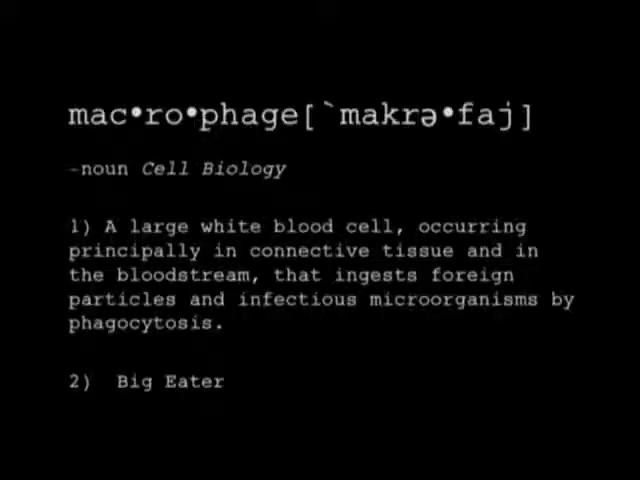 mac•ro•phage[`makrə•faj]
-noun Cell Biology
1) A large white blood cell, occurring
principally in connective tissue and in
the bloodstream, that ingests foreign
particles and infectious microorganisms by
phagocytosis.
2) Big Eater